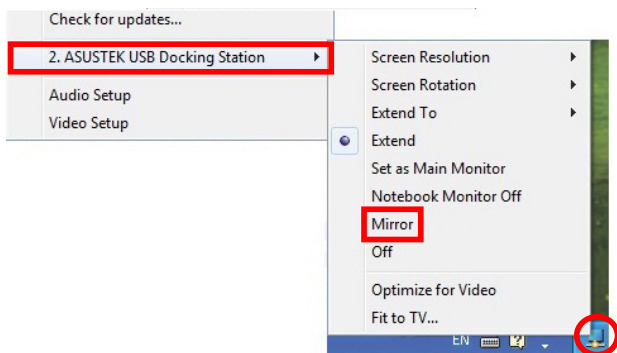 Check for updates...
2. ASUSTEK USB Docking Station
Audio Setup
Video Setup
Screen Resolution
Screen Rotation
Extend To
Extend
Set as Main Monitor
Notebook Monitor Off
Mirror
Off
Optimize for Video
Fit to TV...
EN